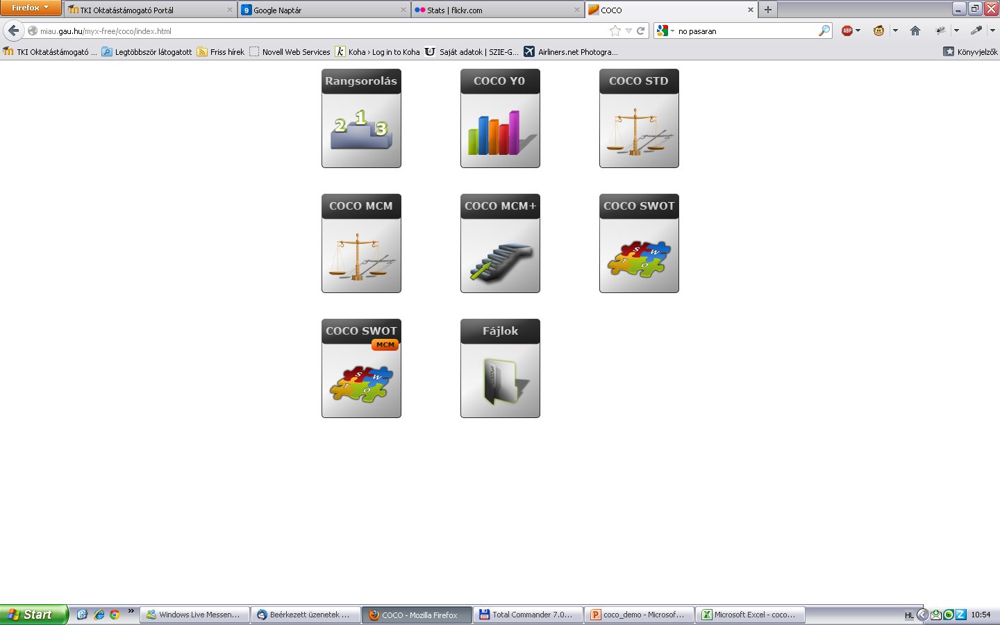 Firefox
TKI Oktatástámogató Portál
9 Google Naptár
Stats | flickr.com
COCO
miau.gau.hu/myx-free/coco/index.html
no pasaran
ABP
TKI Oktatástámogató ...
Legtöbbször látogatott
Friss hírek
Novell Web Services
k Koha › Log in to Koha
Saját adatok | SZIE-G...
Airliners.net Photogra...
Könyvjelzők
Rangsorolás
COCO Y0
COCO STD
2 1 3
COCO MCM
COCO MCM+
COCO SWOT
S W
T O
COCO SWOT
MCM
Fájlok
S W
T O
Start
»
Windows Live Messen...
Beérkezett üzenetek ...
COCO - Mozilla Firefox
Total Commander 7.0...
coco_demo - Microsof...
Microsoft Excel - coco...
HL
10:54